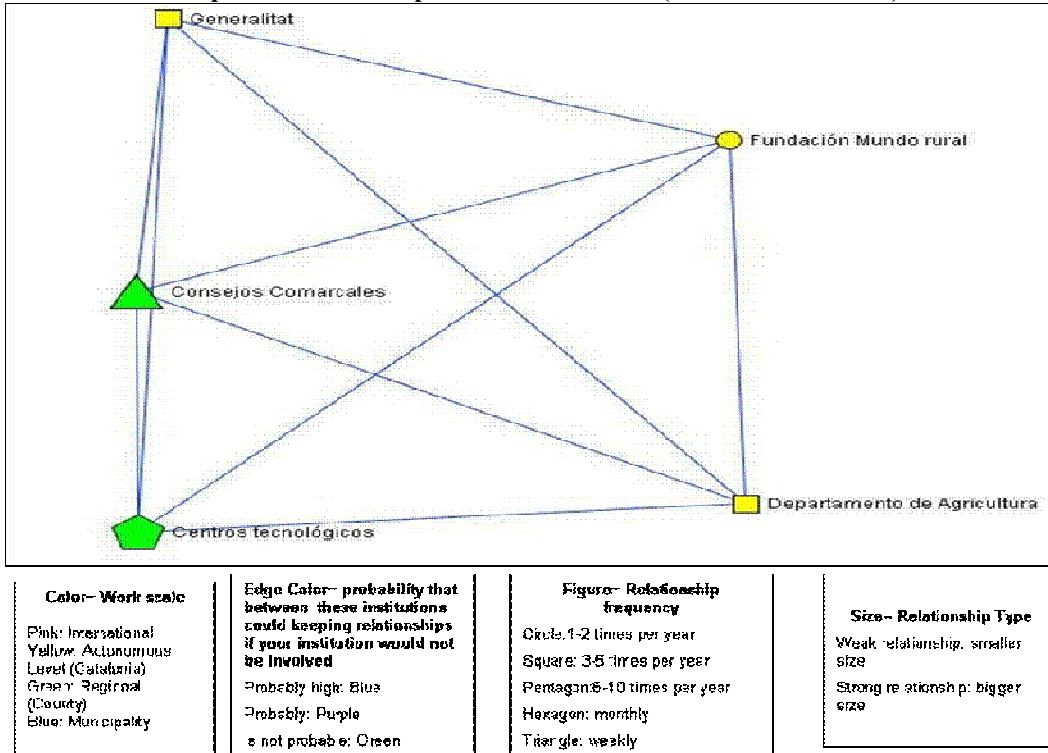 Generalitat
Fundación Mundo rural
Consejos Comarcales
Departamento de Agricultura
Centros tecnológicos
Color– Work scale
Pink: International
Yellow: Autonomous
Level (Catalonia)
Green: Regional
(County)
Blue: Municipality
Edge Color– probability that
between these institutions
could keeping relationships
if your institution would not
be involved
Probably high: Blue
Probably: Purple
s not probable: Green
Figure– Relationship
frequency
Circle:1-2 times per year
Square: 3-5 times per year
Pentagon:6-10 times per year
Hexagon: monthly
Triangle: weekly
Size– Relationship Type
Weak relationship: smaller
size
Strong relationship: bigger
size